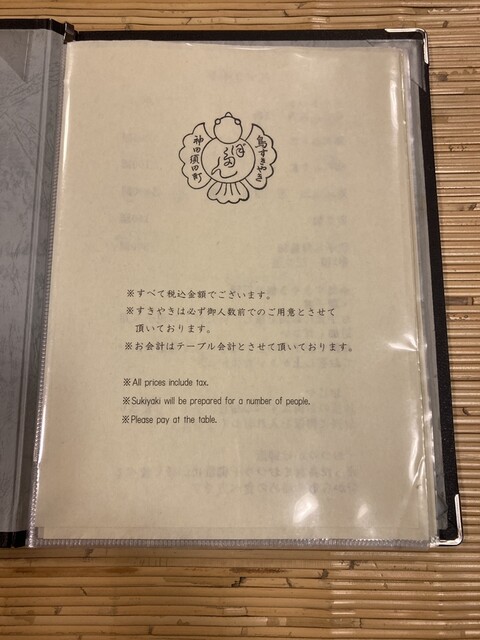 鳥すきやき
ぼたん
神田須田町
※すべて税込金額でございます。
※すきやきは必ず御人数前でのご用意とさせて
頂いております。
※お会計はテーブル会計とさせて頂いております。
※All prices include tax.
※Sukiyaki will be prepared for a number of people.
※Please pay at the table.